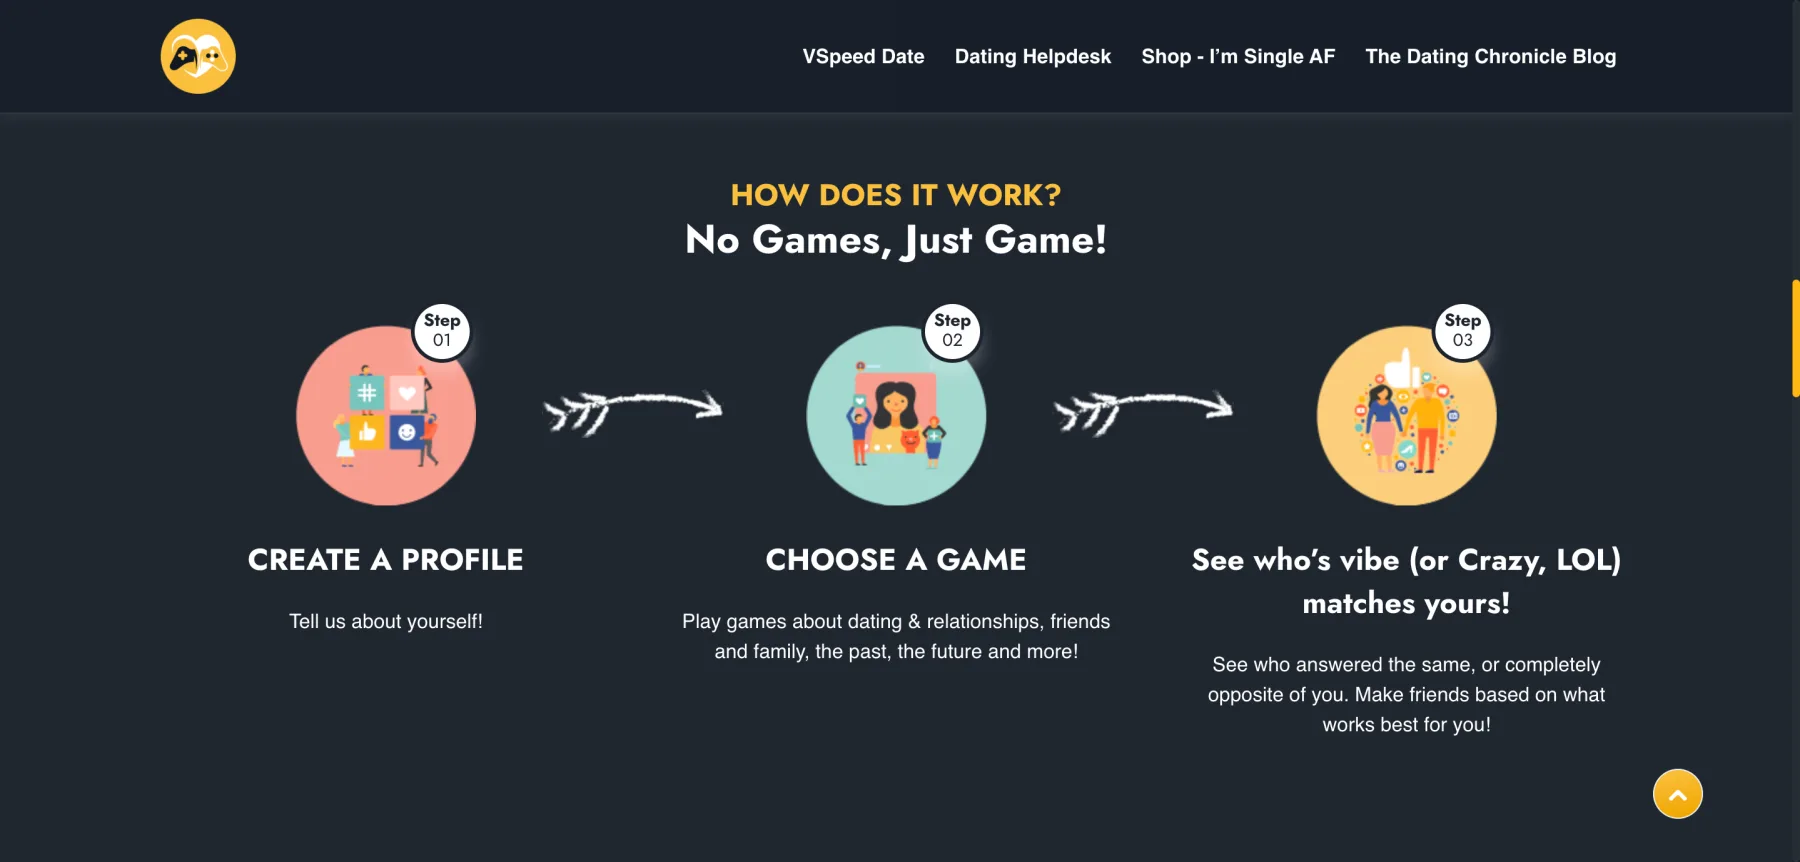 VSpeed Date
Dating Helpdesk
Shop - I’m Single AF
The Dating Chronicle Blog
HOW DOES IT WORK?
No Games, Just Game!
Step
01
#
CREATE A PROFILE
Tell us about yourself!
Step
02
CHOOSE A GAME
Play games about dating & relationships, friends
and family, the past, the future and more!
Step
03
See who’s vibe (or Crazy, LOL)
matches yours!
See who answered the same, or completely
opposite of you. Make friends based on what
works best for you!